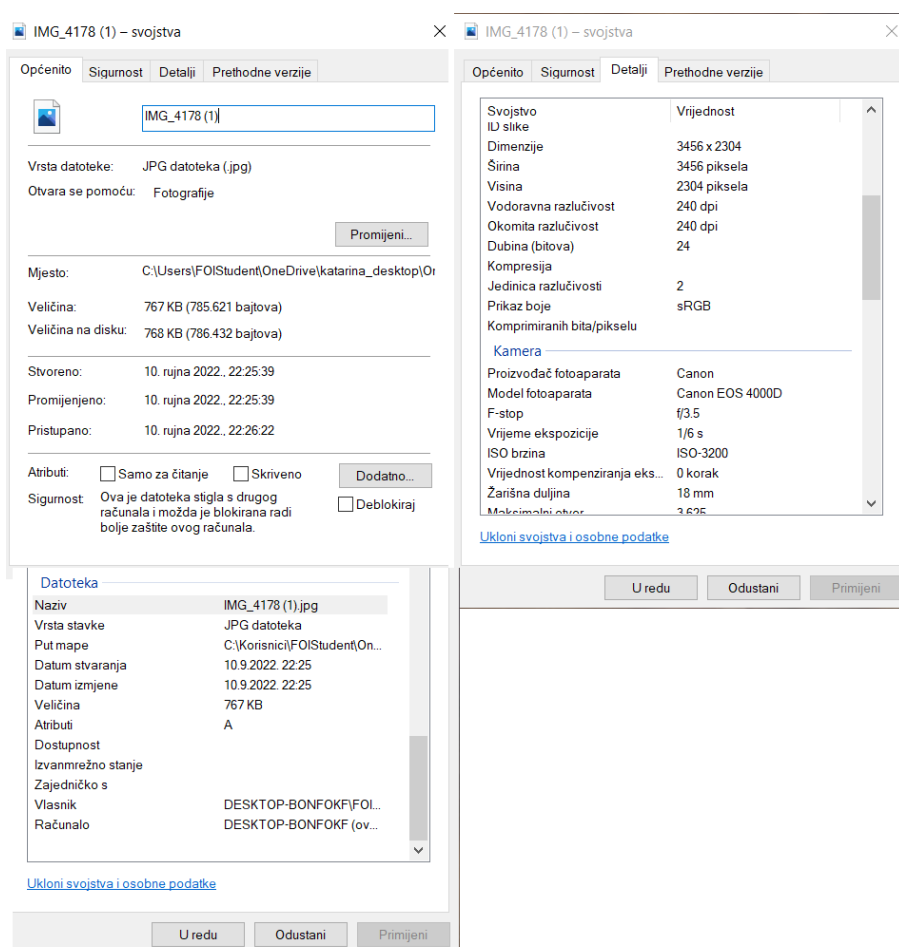 IMG_4178 (1) – svojstva
Općenito Sigurnost Detalji Prethodne verzije
IMG_4178 (1)
Vrsta datoteke: JPG datoteka (.jpg)
Otvara se pomoću: Fotografije
Promijeni...
Mjesto: C:\Users\FOIStudent\OneDrive\katarina_desktop\Or
Veličina: 767 KB (785.621 bajtova)
Veličina na disku: 768 KB (786.432 bajtova)
Stvoreno: 10. rujna 2022., 22:25:39
Promijenjeno: 10. rujna 2022., 22:25:39
Pristupano: 10. rujna 2022., 22:26:22
Atributi: Samo za čitanje Skriveno Dodatno...
Sigurnost: Ova je datoteka stigla s drugog
računala i možda je blokirana radi
bolje zaštite ovog računala.
Deblokiraj
IMG_4178 (1) – svojstva
Općenito Sigurnost Detalji Prethodne verzije
Svojstvo Vrijednost
ID slike
Dimenzije 3456 x 2304
Širina 3456 piksela
Visina 2304 piksela
Vodoravna razlučivost 240 dpi
Okomita razlučivost 240 dpi
Dubina (bitova) 24
Kompresija
Jedinica razlučivosti 2
Prikaz boje sRGB
Komprimiranih bita/pikselu
Kamera
Proizvođač fotoaparata Canon
Model fotoaparata Canon EOS 4000D
F-stop f/3.5
Vrijeme ekspozicije 1/6 s
ISO brzina ISO-3200
Vrijednost kompenziranja eks... 0 korak
Žarišna duljina 18 mm
Maksimalni otvor 3.625
Ukloni svojstva i osobne podatke
U redu Odustani Primijeni
Datoteka
Naziv IMG_4178 (1).jpg
Vrsta stavke JPG datoteka
Put mape C:\Korisnici\FOIStudent\On...
Datum stvaranja 10.9.2022. 22:25
Datum izmjene 10.9.2022. 22:25
Veličina 767 KB
Atributi A
Dostupnost
Izvanmrežno stanje
Zajedničko s
Vlasnik DESKTOP-BONFOKF\FOI...
Računalo DESKTOP-BONFOKF (ov...
Ukloni svojstva i osobne podatke
U redu Odustani Primijeni